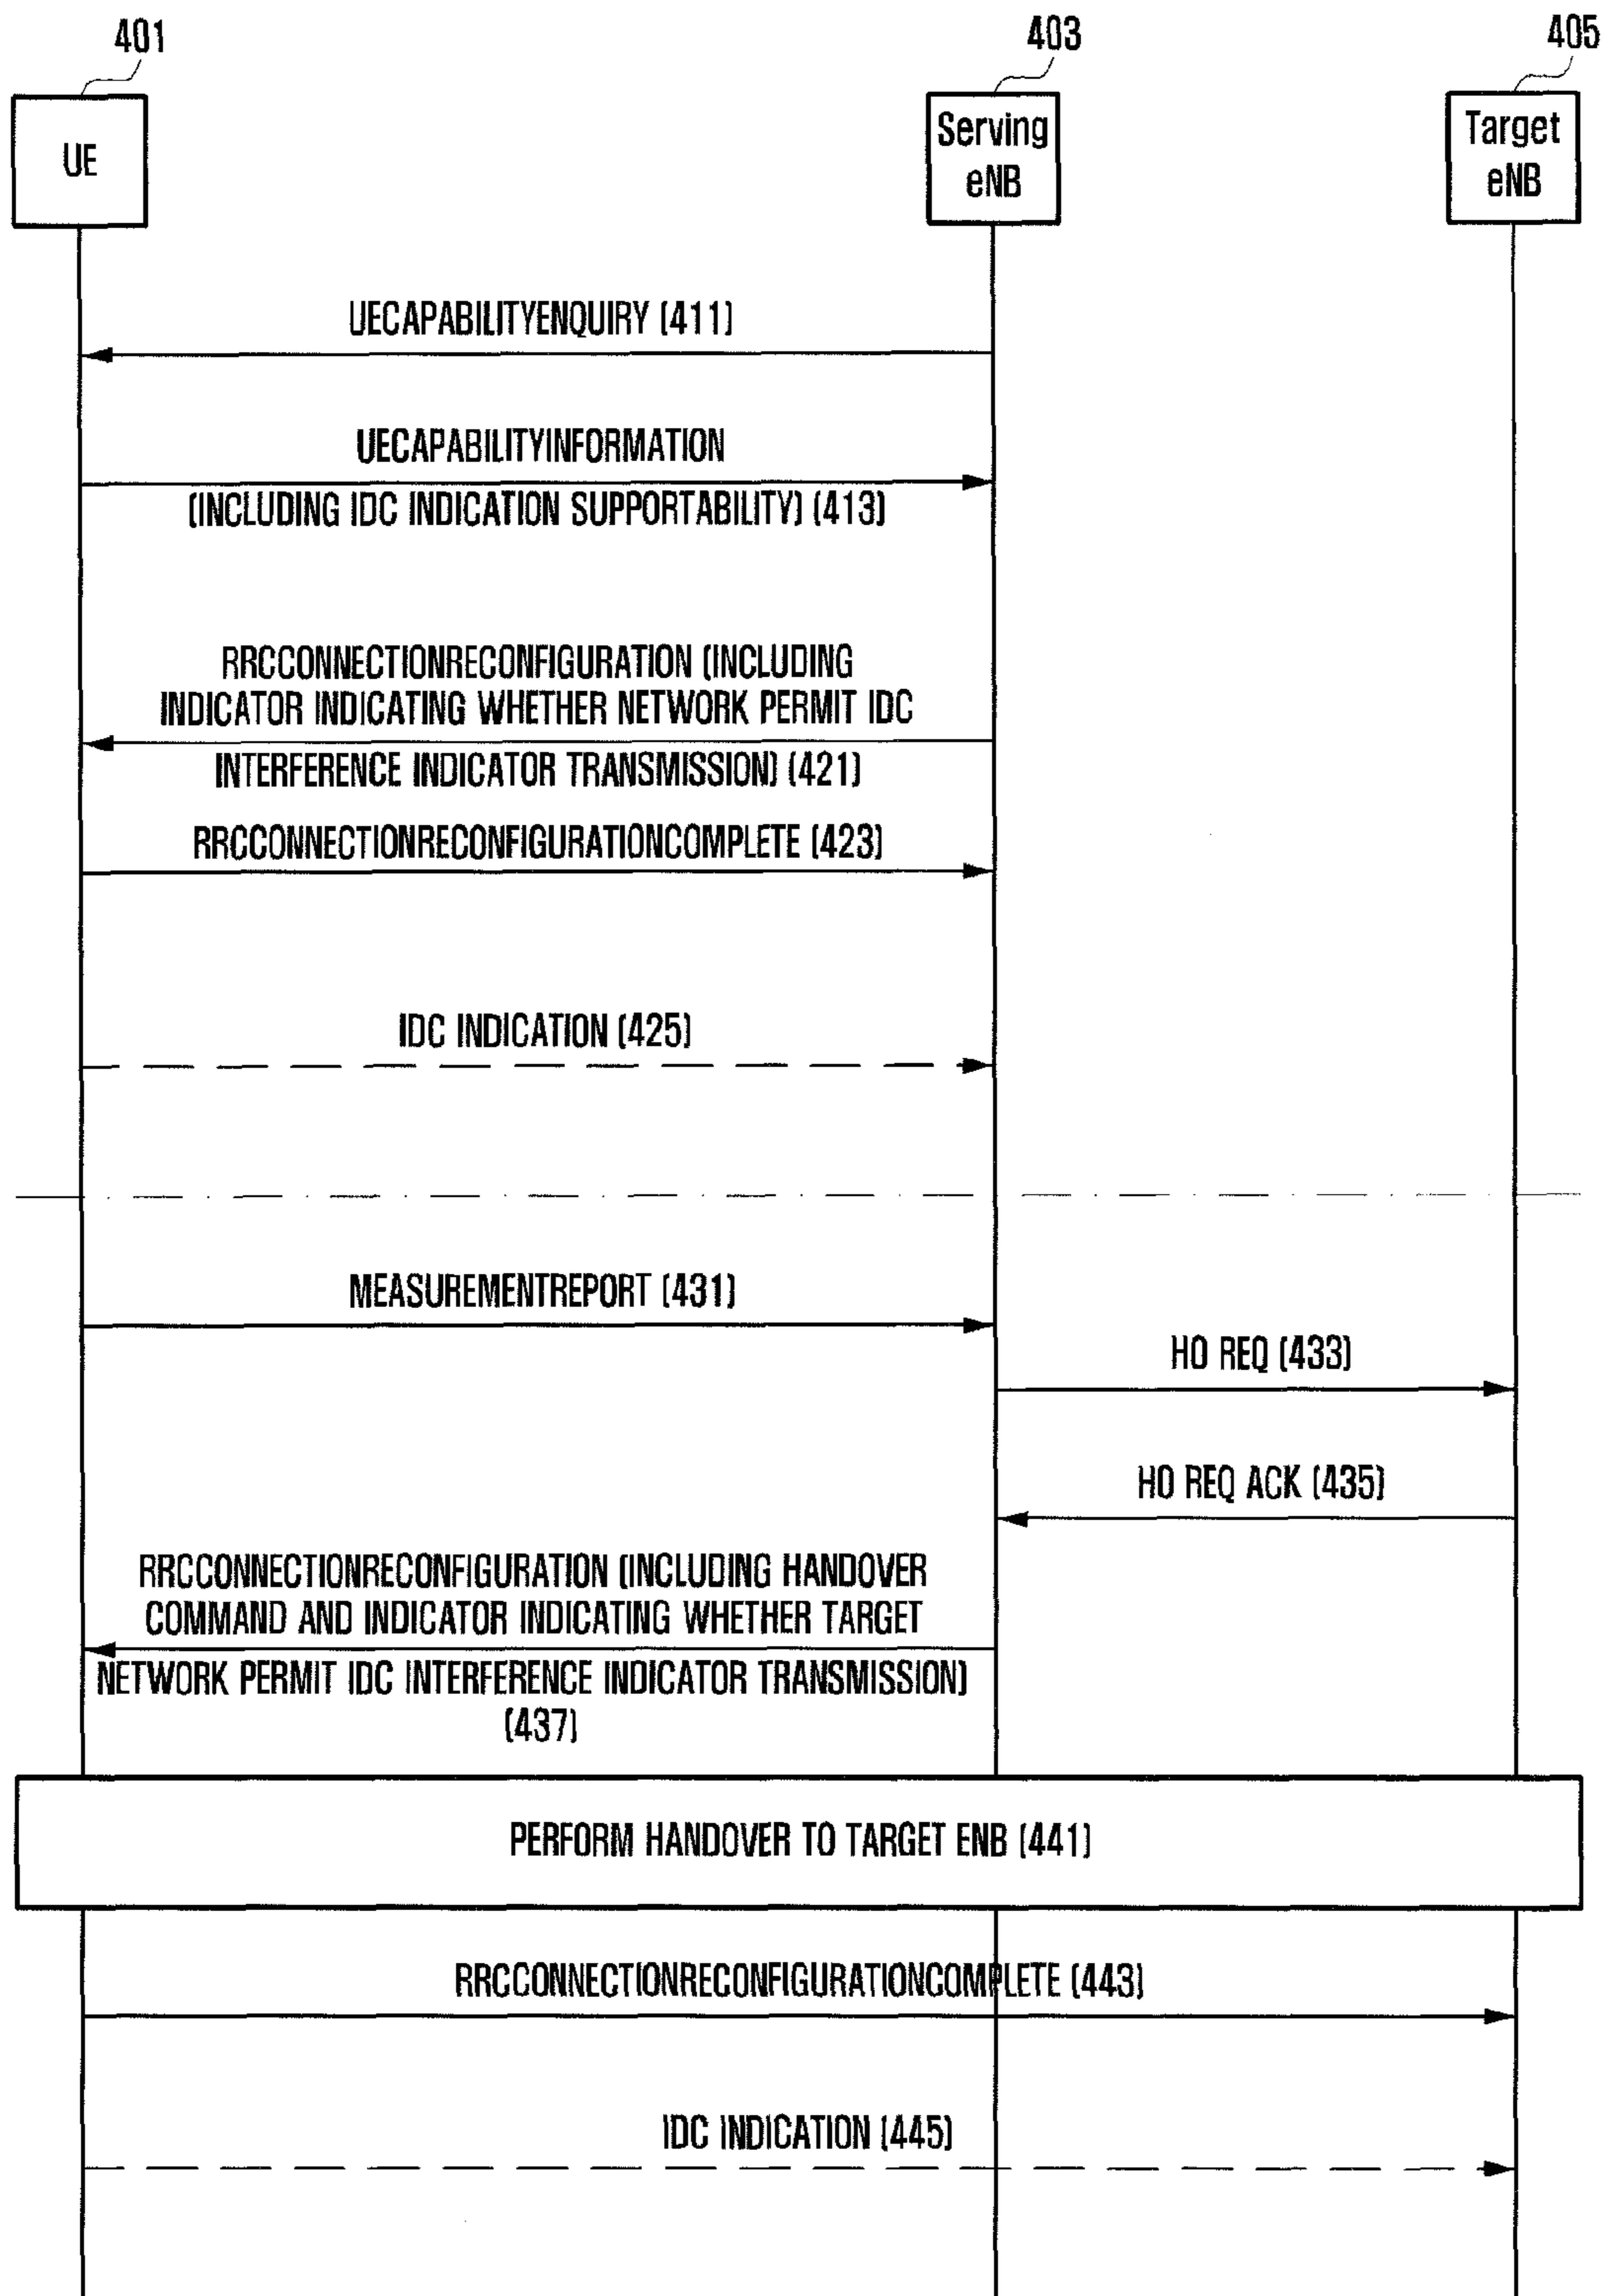 401
403
405
UE
Serving
eNB
Target
eNB
UECAPABILITYENQUIRY (411)
UECAPABILITYINFORMATION
(INCLUDING IDC INDICATION SUPPORTABILITY) (413)
RRCCONNECTIONRECONFIGURATION (INCLUDING
INDICATOR INDICATING WHETHER NETWORK PERMIT IDC
INTERFERENCE INDICATOR TRANSMISSION) (421)
RRCCONNECTIONRECONFIGURATIONCOMPLETE (423)
IDC INDICATION (425)
MEASUREMENTREPORT (431)
HO REQ (433)
HO REQ ACK (435)
RRCCONNECTIONRECONFIGURATION (INCLUDING HANDOVER
COMMAND AND INDICATOR INDICATING WHETHER TARGET
NETWORK PERMIT IDC INTERFERENCE INDICATOR TRANSMISSION)
(437)
PERFORM HANDOVER TO TARGET ENB (441)
RRCCONNECTIONRECONFIGURATIONCOMPLETE (443)
IDC INDICATION (445)